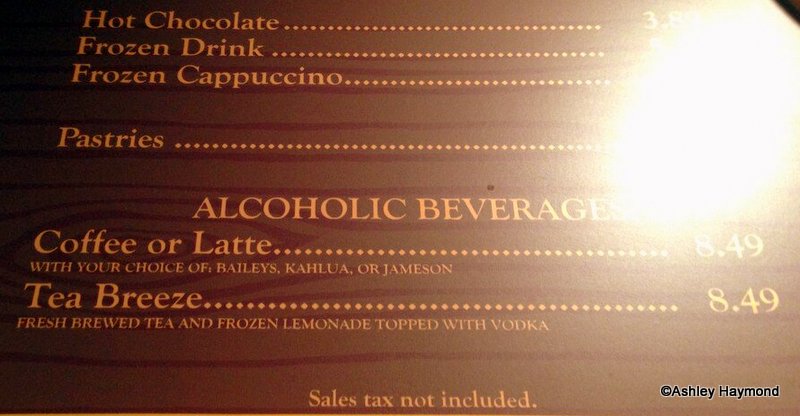 Hot Chocolate........................................
Frozen Drink ........................................
Frozen Cappuccino................................
Pastries ....................................................
ALCOHOLIC BEVERAGES
Coffee or Latte.................................................. 8.49
WITH YOUR CHOICE OF: BAILEYS, KAHLUA, OR JAMESON
Tea Breeze......................................................... 8.49
FRESH BREWED TEA AND FROZEN LEMONADE TOPPED WITH VODKA
Sales tax not included.
©Ashley Haymond